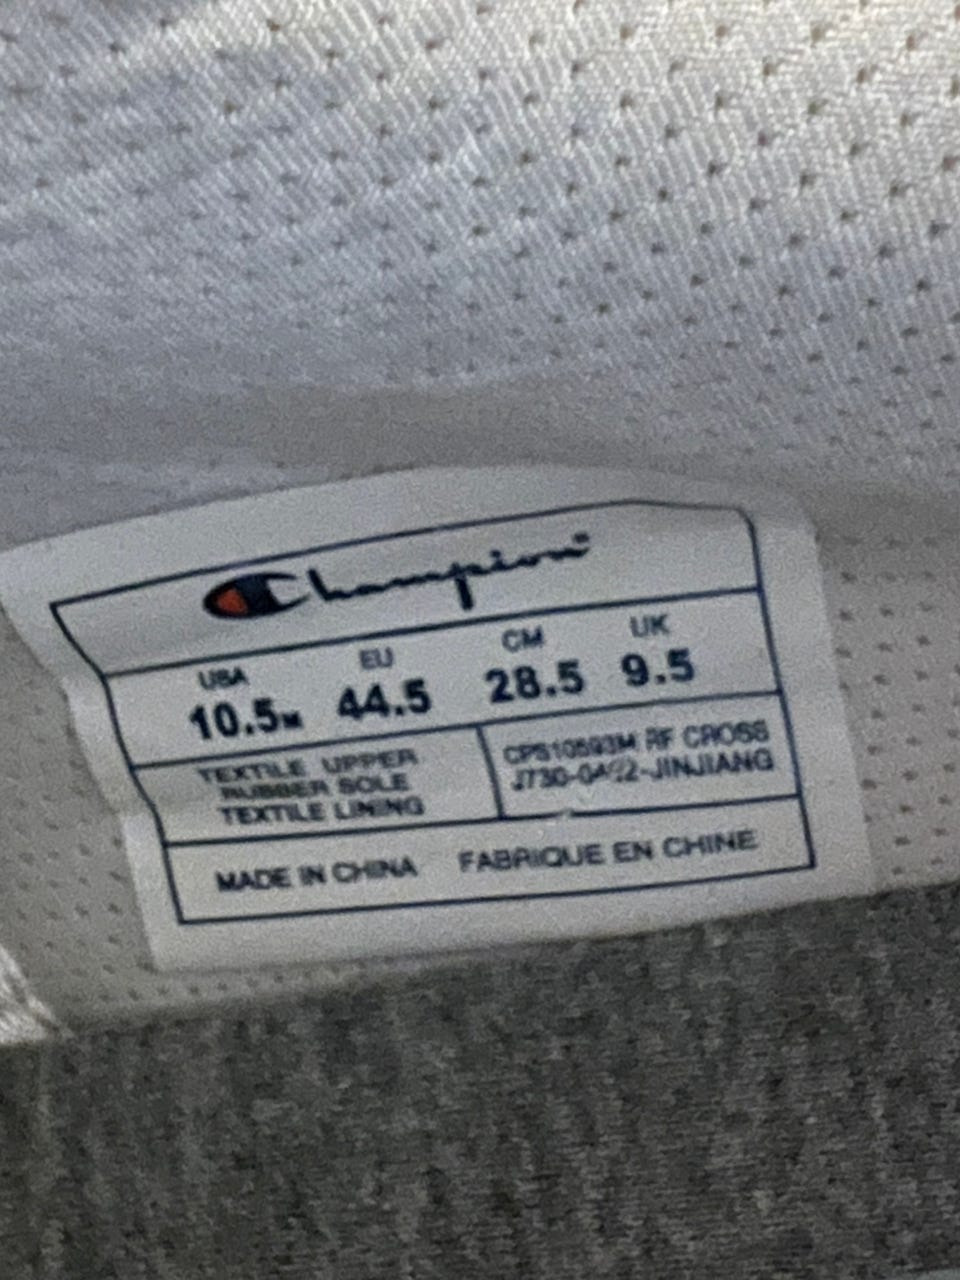 Champion
USA EU CM UK
10.5M 44.5 28.5 9.5
TEXTILE UPPER
RUBBER SOLE
TEXTILE LINING
CPS10593M RF CROSS
MADE IN CHINA FABRIQUE EN CHINE